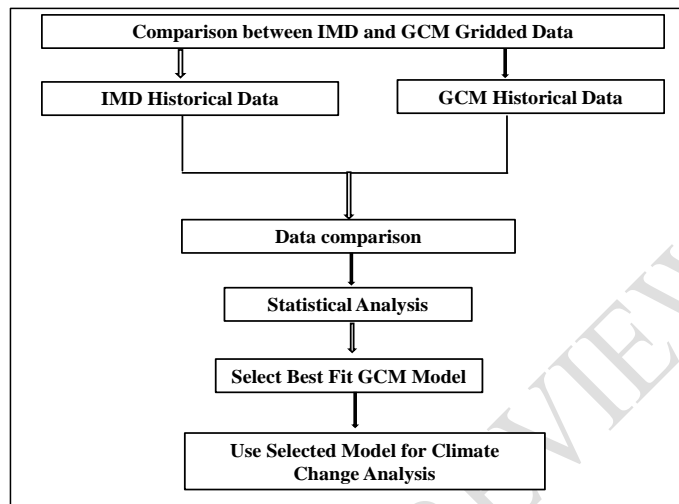 Comparison between IMD and GCM Gridded Data
IMD Historical Data
GCM Historical Data
Data comparison
Statistical Analysis
Select Best Fit GCM Model
Use Selected Model for Climate
Change Analysis